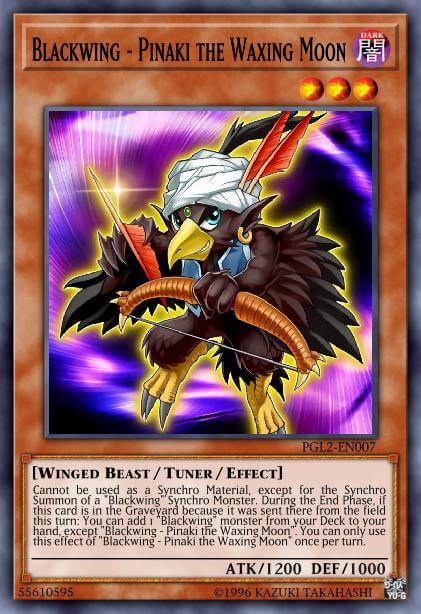 Blackwing - Pinaki the Waxing Moon
DARK
闇
PGL2-EN007
[Winged Beast / Tuner / Effect]
Cannot be used as a Synchro Material, except for the Synchro
Summon of a "Blackwing" Synchro Monster. During the End Phase, if
this card is in the Graveyard because it was sent there from the field
this turn: You can add 1 "Blackwing" monster from your Deck to your
hand, except "Blackwing - Pinaki the Waxing Moon". You can only use
this effect of "Blackwing - Pinaki the Waxing Moon" once per turn.
ATK/1200 DEF/1000
55610595
©1996 KAZUKI TAKAHASHI